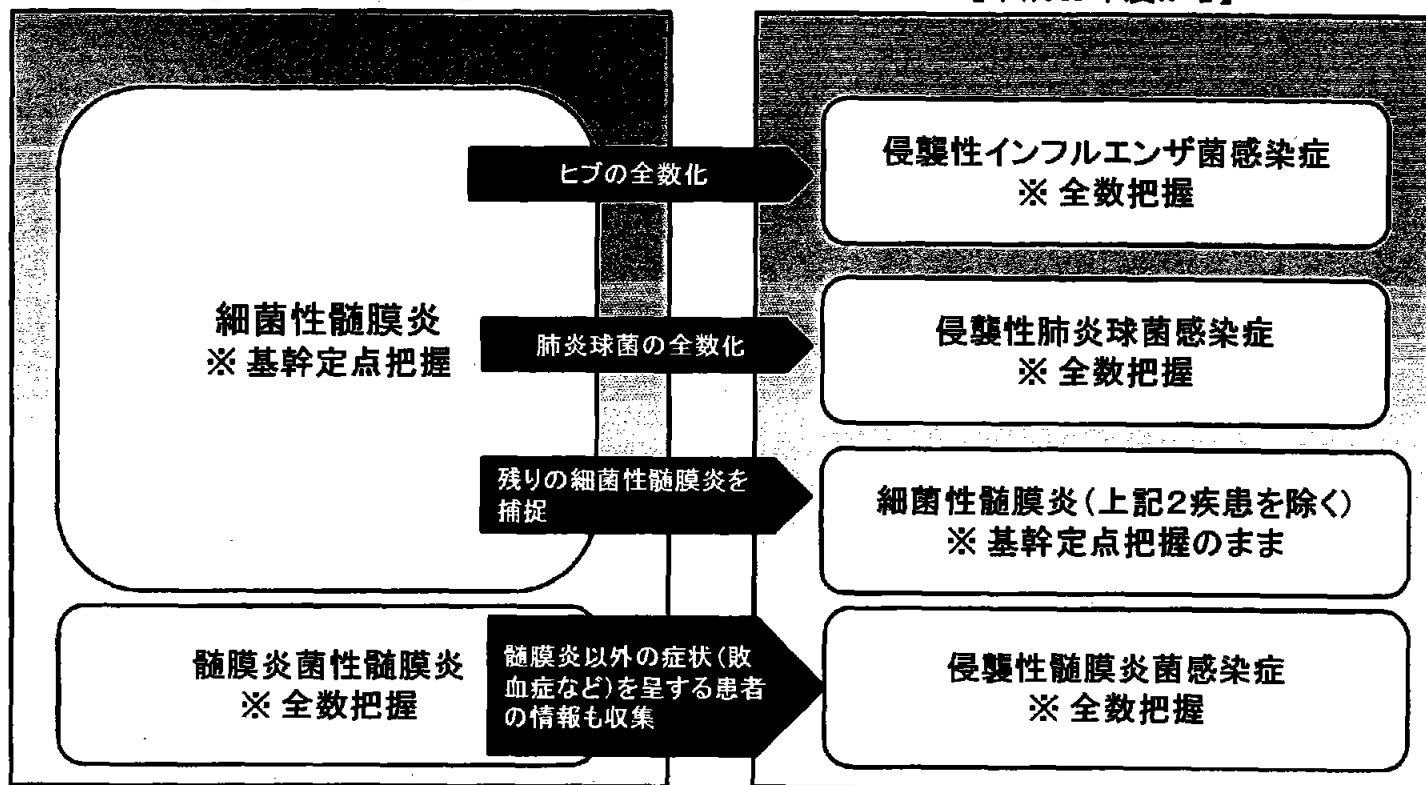 細菌性髄膜炎
※ 基幹定点把握
髄膜炎菌性髄膜炎
※ 全数把握
ヒブの全数化
肺炎球菌の全数化
残りの細菌性髄膜炎を
捕捉
髄膜炎以外の症状(敗
血症など)を呈する患者
の情報も収集
侵襲性インフルエンザ菌感染症
※ 全数把握
侵襲性肺炎球菌感染症
※ 全数把握
細菌性髄膜炎(上記2疾患を除く)
※ 基幹定点把握のまま
侵襲性髄膜炎菌感染症
※ 全数把握